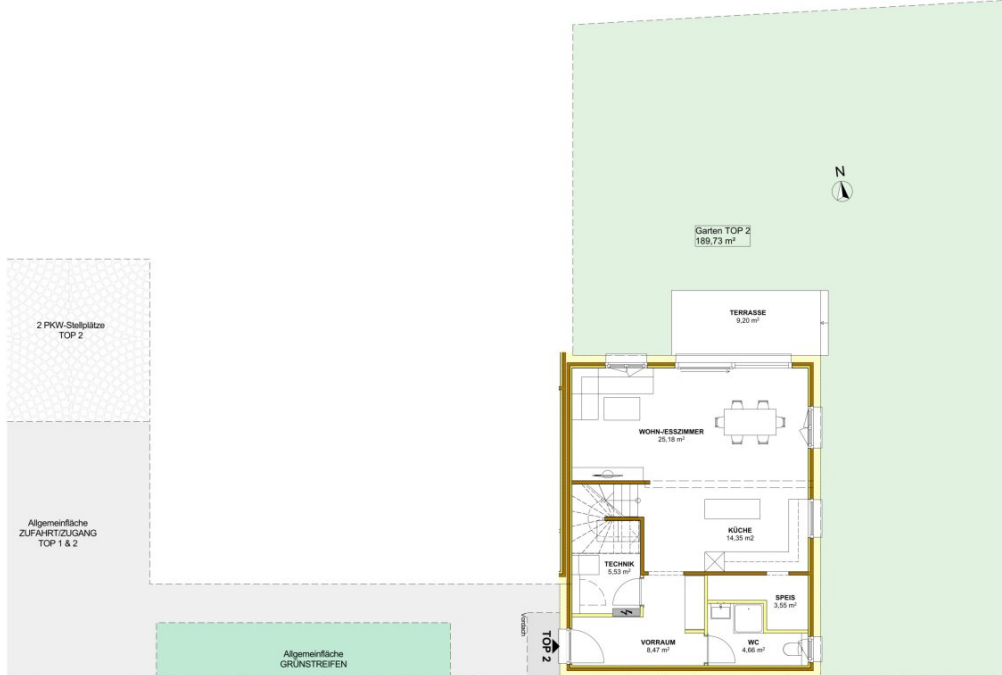 N
Garten TOP 2
189,73 m²
TERRASSE
9,20 m²
2 PKW-Stellplätze
TOP 2
WOHN-/ESSZIMMER
25,18 m²
Allgemeinfläche
ZUFAHRT/ZUGANG
TOP 1 & 2
KÜCHE
14,35 m2
TECHNIK
5,53 m²
SPEIS
3,55 m²
Vordach
TOP 2
VORRAUM
8,47 m²
WC
4,66 m²
Allgemeinfläche
GRÜNSTREIFEN